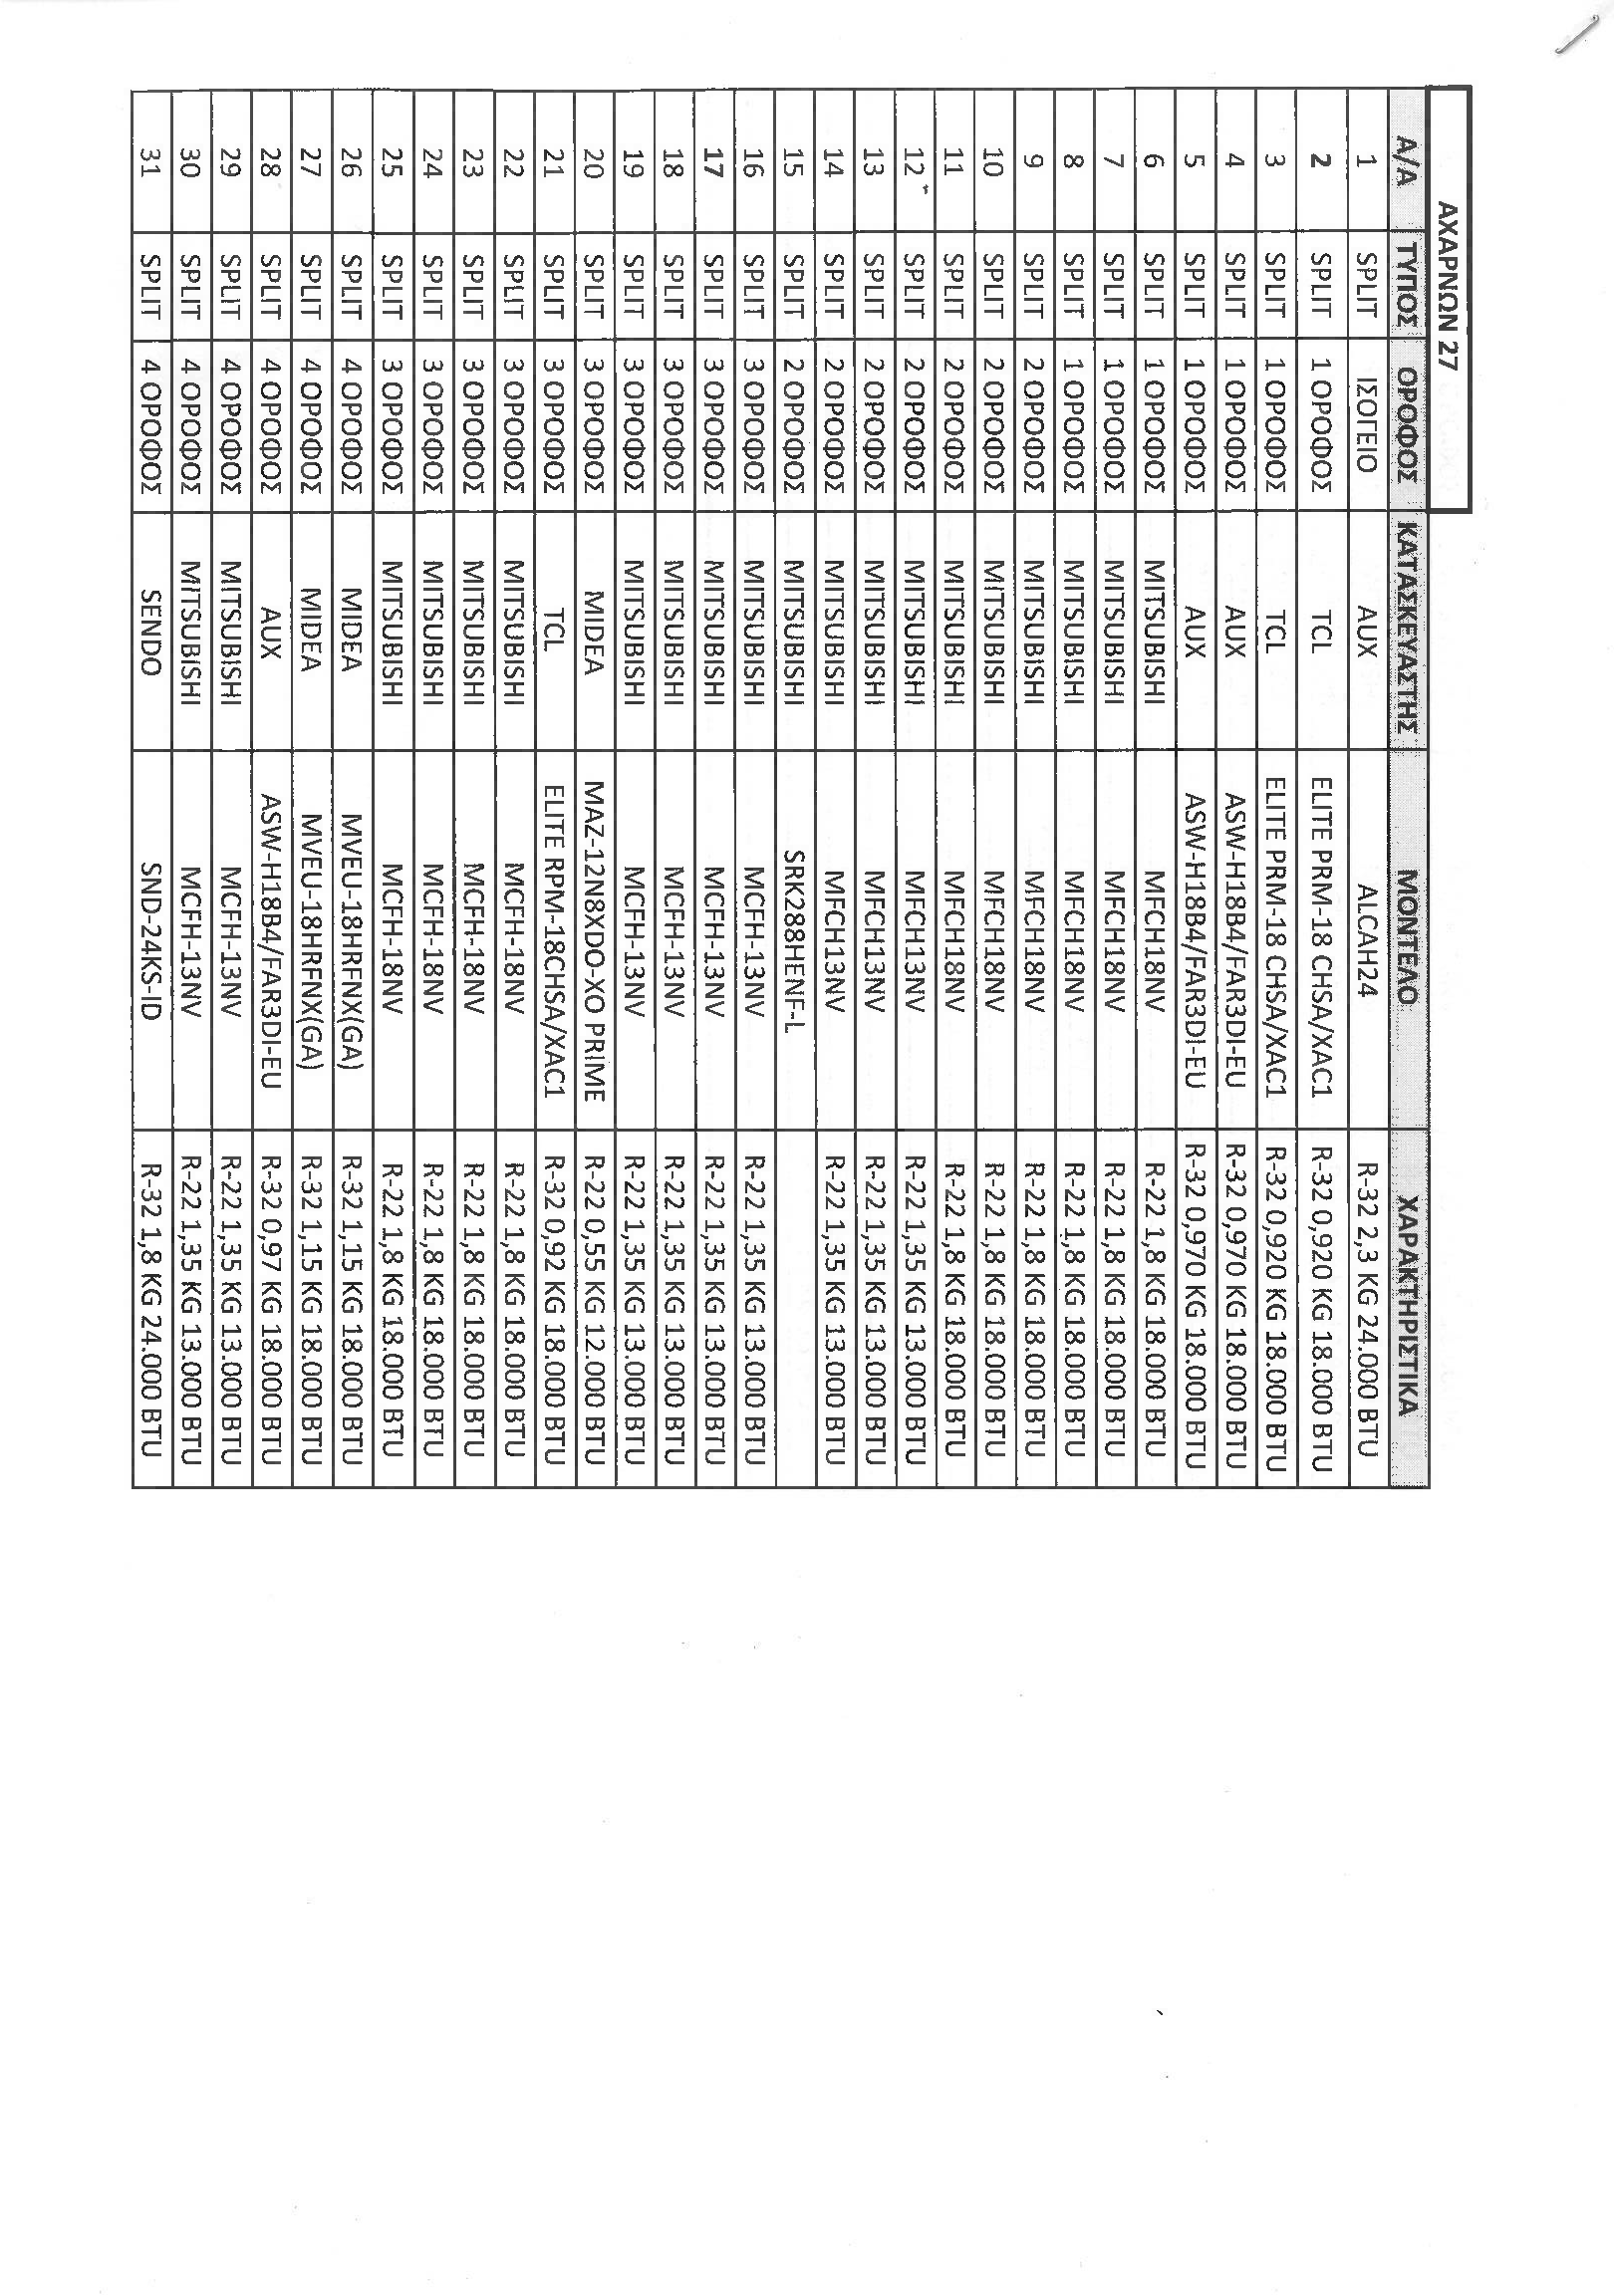 ΑΧΑΡΝΩΝ 27
Α/Α ΤΥΠΟΣ ΟΡΟΦΟΣ ΚΑΤΑΣΚΕΥΑΣΤΗΣ ΜΟΝΤΕΛΟ ΧΑΡΑΚΤΗΡΙΣΤΙΚΑ
1 SPLIT ΙΣΟΓΕΙΟ AUX ALCAH24 R-32 2,3 KG 24.000 BTU
2 SPLIT 1 ΟΡΟΦΟΣ TCL ELITE PRM-18 CHSA/XAC1 R-32 0,920 KG 18.000 BTU
3 SPLIT 1 ΟΡΟΦΟΣ TCL ELITE PRM-18 CHSA/XAC1 R-32 0,920 KG 18.000 BTU
4 SPLIT 1 ΟΡΟΦΟΣ AUX ASW-H18B4/FAR3DI-EU R-32 0,970 KG 18.000 BTU
5 SPLIT 1 ΟΡΟΦΟΣ AUX ASW-H18B4/FAR3DI-EU R-32 0,970 KG 18.000 BTU
6 SPLIT 1 ΟΡΟΦΟΣ MITSUBISHI MFCH18NV R-22 1,8 KG 18.000 BTU
7 SPLIT 1 ΟΡΟΦΟΣ MITSUBISHI MFCH18NV R-22 1,8 KG 18.000 BTU
8 SPLIT 1 ΟΡΟΦΟΣ MITSUBISHI MFCH18NV R-22 1,8 KG 18.000 BTU
9 SPLIT 2 ΟΡΟΦΟΣ MITSUBISHI MFCH18NV R-22 1,8 KG 18.000 BTU
10 SPLIT 2 ΟΡΟΦΟΣ MITSUBISHI MFCH18NV R-22 1,8 KG 18.000 BTU
11 SPLIT 2 ΟΡΟΦΟΣ MITSUBISHI MFCH18NV R-22 1,8 KG 18.000 BTU
12 SPLIT 2 ΟΡΟΦΟΣ MITSUBISHI MFCH13NV R-22 1,35 KG 13.000 BTU
13 SPLIT 2 ΟΡΟΦΟΣ MITSUBISHI MFCH13NV R-22 1,35 KG 13.000 BTU
14 SPLIT 2 ΟΡΟΦΟΣ MITSUBISHI MFCH13NV R-22 1,35 KG 13.000 BTU
15 SPLIT 2 ΟΡΟΦΟΣ MITSUBISHI SRK288HENF-L
16 SPLIT 3 ΟΡΟΦΟΣ MITSUBISHI MCFH-13NV R-22 1,35 KG 13.000 BTU
17 SPLIT 3 ΟΡΟΦΟΣ MITSUBISHI MCFH-13NV R-22 1,35 KG 13.000 BTU
18 SPLIT 3 ΟΡΟΦΟΣ MITSUBISHI MCFH-13NV R-22 1,35 KG 13.000 BTU
19 SPLIT 3 ΟΡΟΦΟΣ MITSUBISHI MCFH-13NV R-22 1,35 KG 13.000 BTU
20 SPLIT 3 ΟΡΟΦΟΣ MIDEA MAZ-12N8XDO-XO PRIME R-22 0,55 KG 12.000 BTU
21 SPLIT 3 ΟΡΟΦΟΣ TCL ELITE RPM-18CHSA/XAC1 R-32 0,92 KG 18.000 BTU
22 SPLIT 3 ΟΡΟΦΟΣ MITSUBISHI MCFH-18NV R-22 1,8 KG 18.000 BTU
23 SPLIT 3 ΟΡΟΦΟΣ MITSUBISHI MCFH-18NV R-22 1,8 KG 18.000 BTU
24 SPLIT 3 ΟΡΟΦΟΣ MITSUBISHI MCFH-18NV R-22 1,8 KG 18.000 BTU
25 SPLIT 3 ΟΡΟΦΟΣ MITSUBISHI MCFH-18NV R-22 1,8 KG 18.000 BTU
26 SPLIT 4 ΟΡΟΦΟΣ MIDEA MVEU-18HRFNX(GA) R-32 1,15 KG 18.000 BTU
27 SPLIT 4 ΟΡΟΦΟΣ MIDEA MVEU-18HRFNX(GA) R-32 1,15 KG 18.000 BTU
28 SPLIT 4 ΟΡΟΦΟΣ AUX ASW-H18B4/FAR3DI-EU R-32 0,97 KG 18.000 BTU
29 SPLIT 4 ΟΡΟΦΟΣ MITSUBISHI MCFH-13NV R-22 1,35 KG 13.000 BTU
30 SPLIT 4 ΟΡΟΦΟΣ MITSUBISHI MCFH-13NV R-22 1,35 KG 13.000 BTU
31 SPLIT 4 ΟΡΟΦΟΣ SENDO SND-24KS-ID R-32 1,8 KG 24.000 BTU